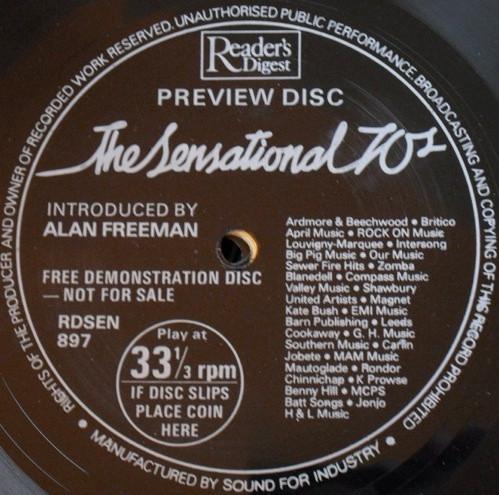 RIGHTS OF THE PRODUCER AND OWNER OF RECORDED WORK RESERVED. UNAUTHORISED PUBLIC PERFORMANCE, BROADCASTING AND COPYING OF THIS RECORD PROHIBITED
Reader's
Digest
PREVIEW DISC
The Sensational 70s
INTRODUCED BY
ALAN FREEMAN
FREE DEMONSTRATION DISC
— NOT FOR SALE
RDSEN
897
Play at
33 1/3 rpm
IF DISC SLIPS
PLACE COIN
HERE
Ardmore & Beechwood • Britico
April Music • ROCK ON Music
Louvigny-Marquee • Intersong
Big Pig Music • Our Music
Sewer Fire Hits • Zomba
Blanedell • Compass Music
Valley Music • Shawbury
United Artists • Magnet
Kate Bush • EMI Music
Barn Publishing • Leeds
Cookaway • G. H. Music
Southern Music • Carlin
Jobete • MAM Music
Mautoglade • Rondor
Chinnichap • K Prowse
Benny Hill • MCPS
Batt Songs • Jonjo
H & L Music
• MANUFACTURED BY SOUND FOR INDUSTRY •